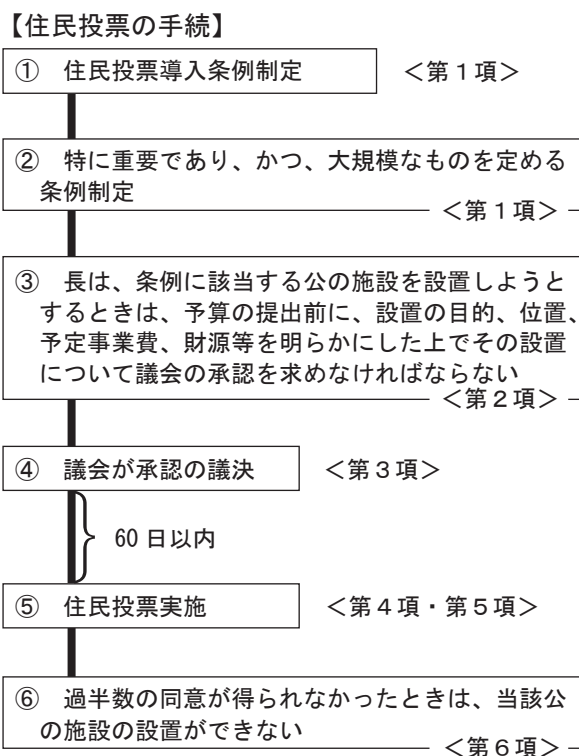 【住民投票の手続】
① 住民投票導入条例制定 ＜第１項＞
② 特に重要であり、かつ、大規模なものを定める
条例制定
＜第１項＞
③ 長は、条例に該当する公の施設を設置しようと
するときは、予算の提出前に、設置の目的、位置、
予定事業費、財源等を明らかにした上でその設置
について議会の承認を求めなければならない
＜第２項＞
④ 議会が承認の議決 ＜第３項＞
60 日以内
⑤ 住民投票実施 ＜第４項・第５項＞
⑥ 過半数の同意が得られなかったときは、当該公
の施設の設置ができない
＜第６項＞